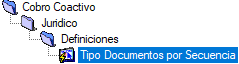 Cobro Coactivo
Juridico
Definiciones
Tipo Documentos por Secuencia